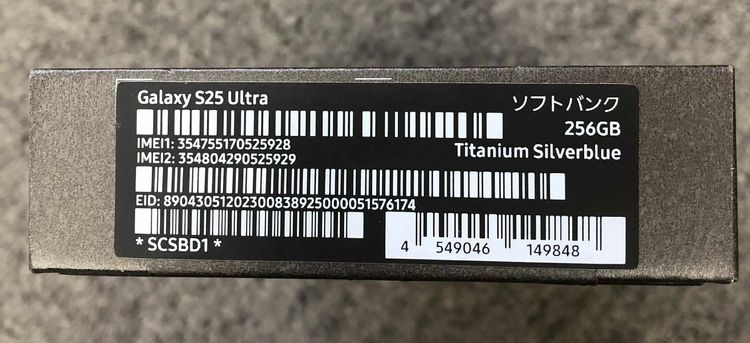 Galaxy S25 Ultra
ソフトバンク
256GB
IMEI1: 354755170525928
IMEI2: 354804290525929
Titanium Silverblue
EID: 89043051202300838925000051576174
* SCSBD1 *
4 549046 149848